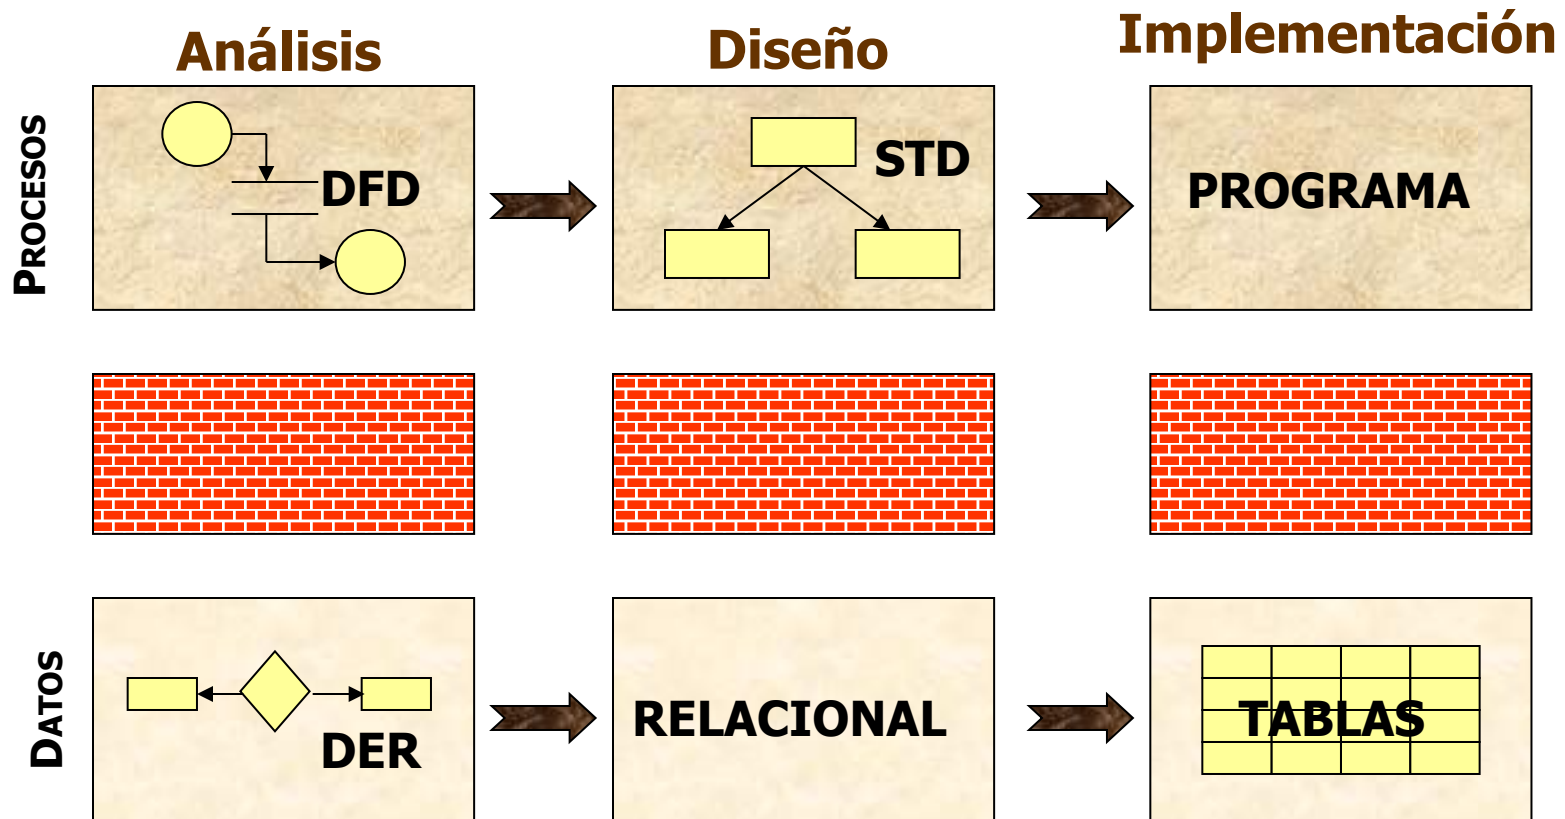 Análisis
Diseño
Implementación
PROCESOS
DFD
STD
PROGRAMA
DATOS
DER
RELACIONAL
TABLAS